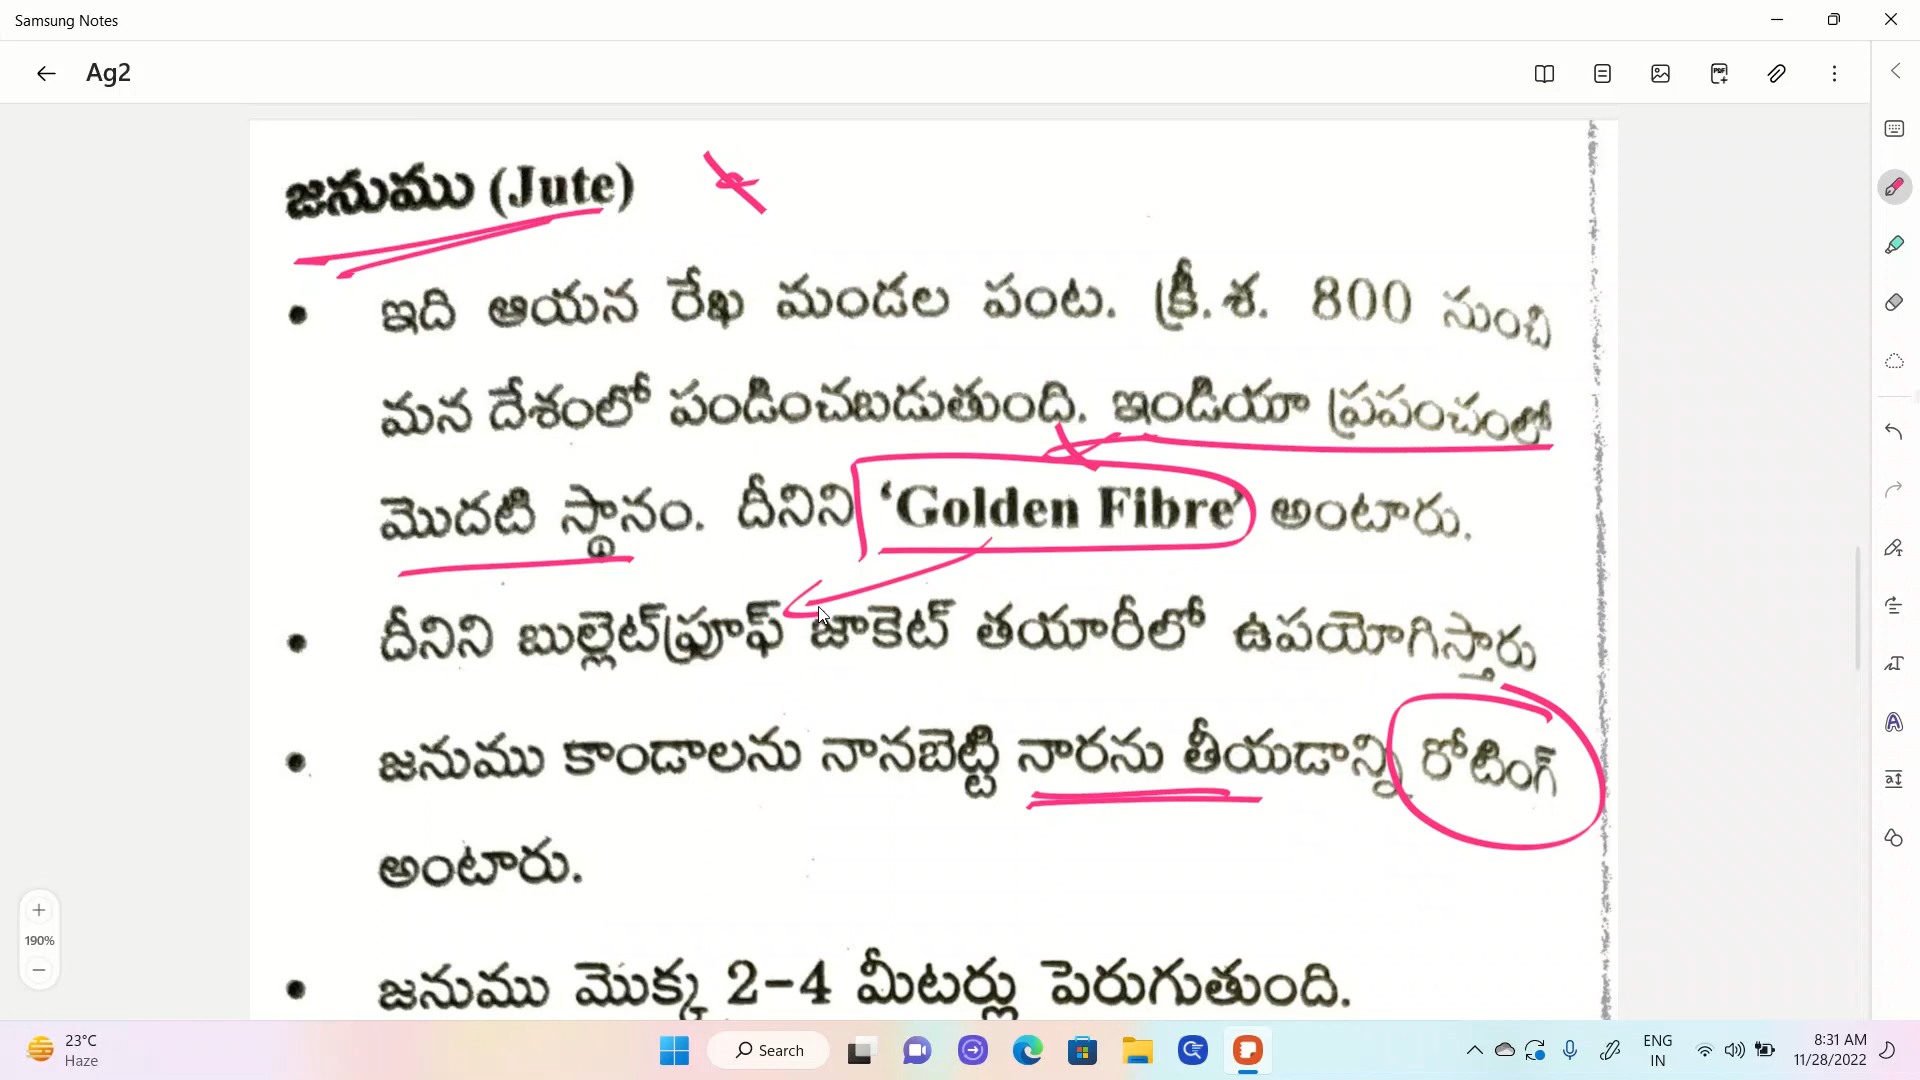 Samsung Notes
Ag2
జనుము (Jute)
• ఇది ఆయన రేఖ మండల పంట. క్రీ.శ. 800 నుంచి
మన దేశంలో పండించబడుతుంది. ఇండియా ప్రపంచంలో
మొదటి స్థానం. దీనిని ‘Golden Fibre’ అంటారు.
• దీనిని బుల్లెట్‌ప్రూఫ్ జాకెట్ తయారీలో ఉపయోగిస్తారు
• జనుము కాండాలను నానబెట్టి నారను తీయడాన్ని రోటింగ్
అంటారు.
• జనుము మొక్క 2-4 మీటర్లు పెరుగుతుంది.
190%
23°C
Haze
Search
ENG
IN
8:31 AM
11/28/2022